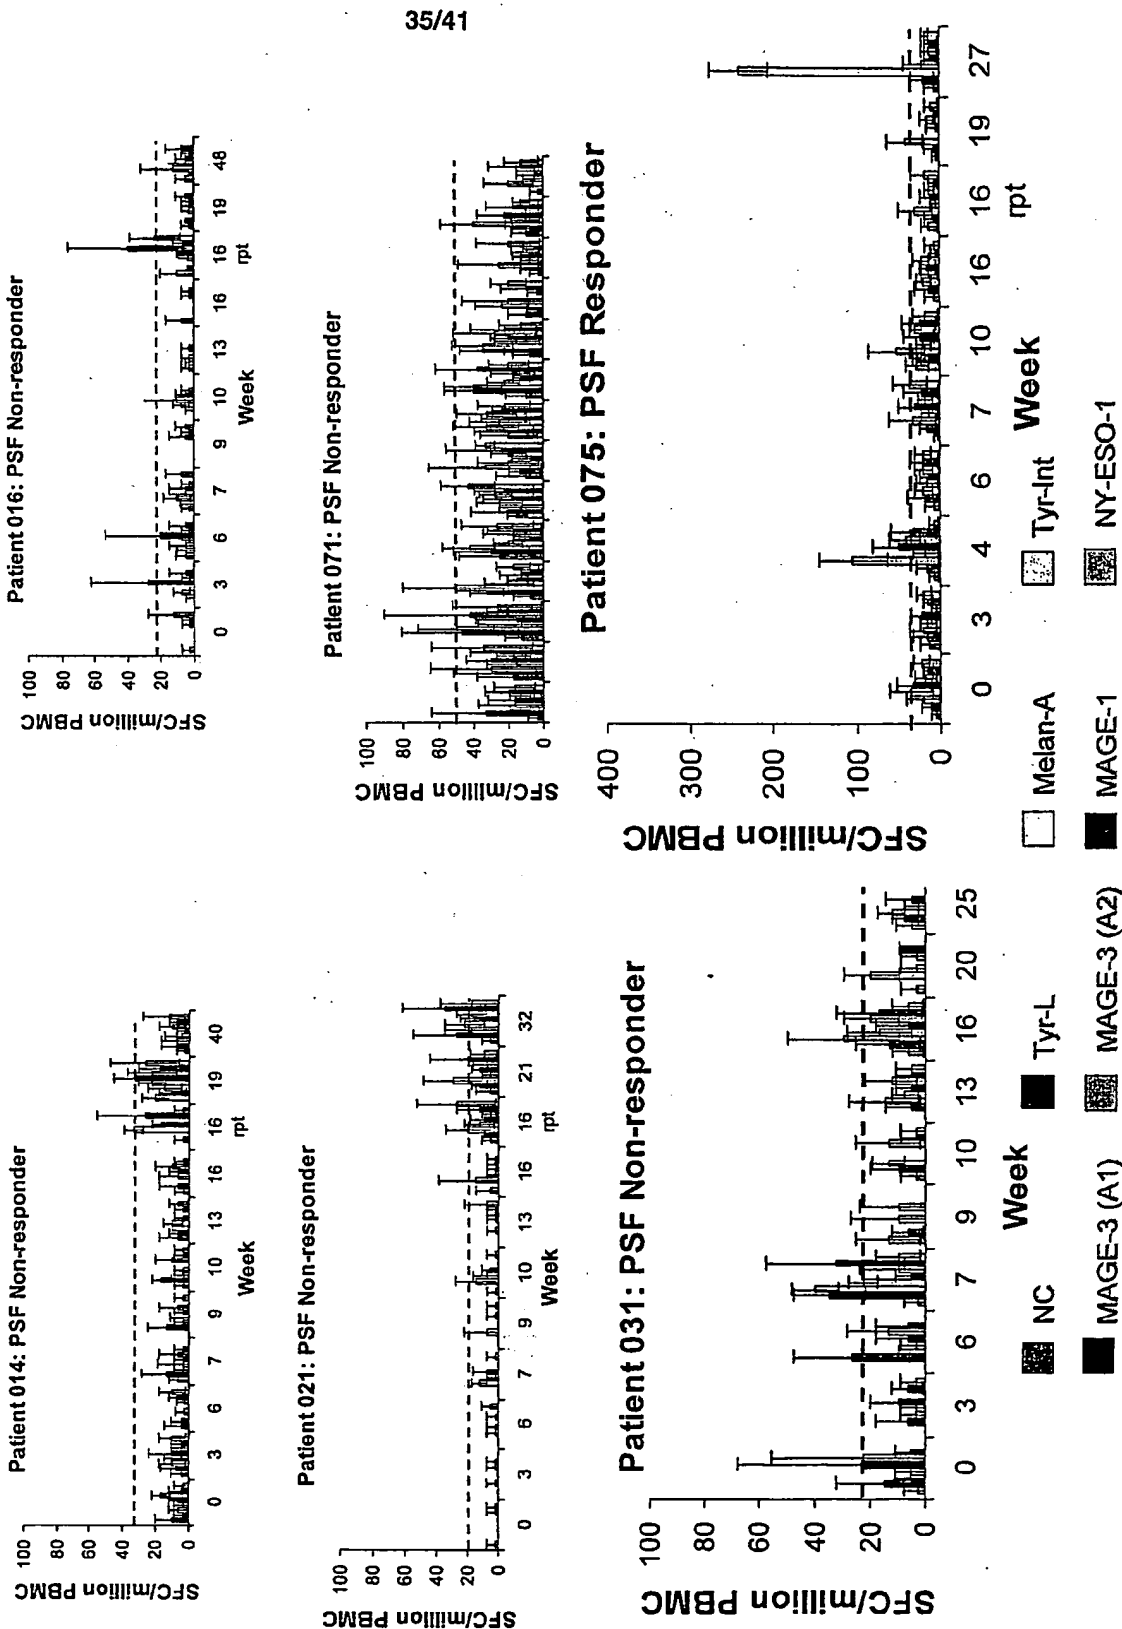 35/41
Patient 014: PSF Non-responder
SFC/million PBMC
100
80
60
40
20
0
0 3 6 7 9 10 13 16 16 19 40
rpt
Week
Patient 016: PSF Non-responder
SFC/million PBMC
100
80
60
40
20
0
0 3 6 7 9 10 13 16 16 19 48
rpt
Week
Patient 021: PSF Non-responder
SFC/million PBMC
100
80
60
40
20
0
0 3 6 7 9 10 13 16 16 21 32
rpt
Week
Patient 071: PSF Non-responder
SFC/million PBMC
100
80
60
40
20
0
Patient 031: PSF Non-responder
SFC/million PBMC
100
80
60
40
20
0
0 3 6 7 9 10 13 16 20 25
Week
Patient 075: PSF Responder
SFC/million PBMC
400
300
200
100
0
0 3 4 6 7 10 16 16 19 27
rpt
Week
NC Tyr-L Melan-A Tyr-Int
MAGE-3 (A1) MAGE-3 (A2) MAGE-1 NY-ESO-1